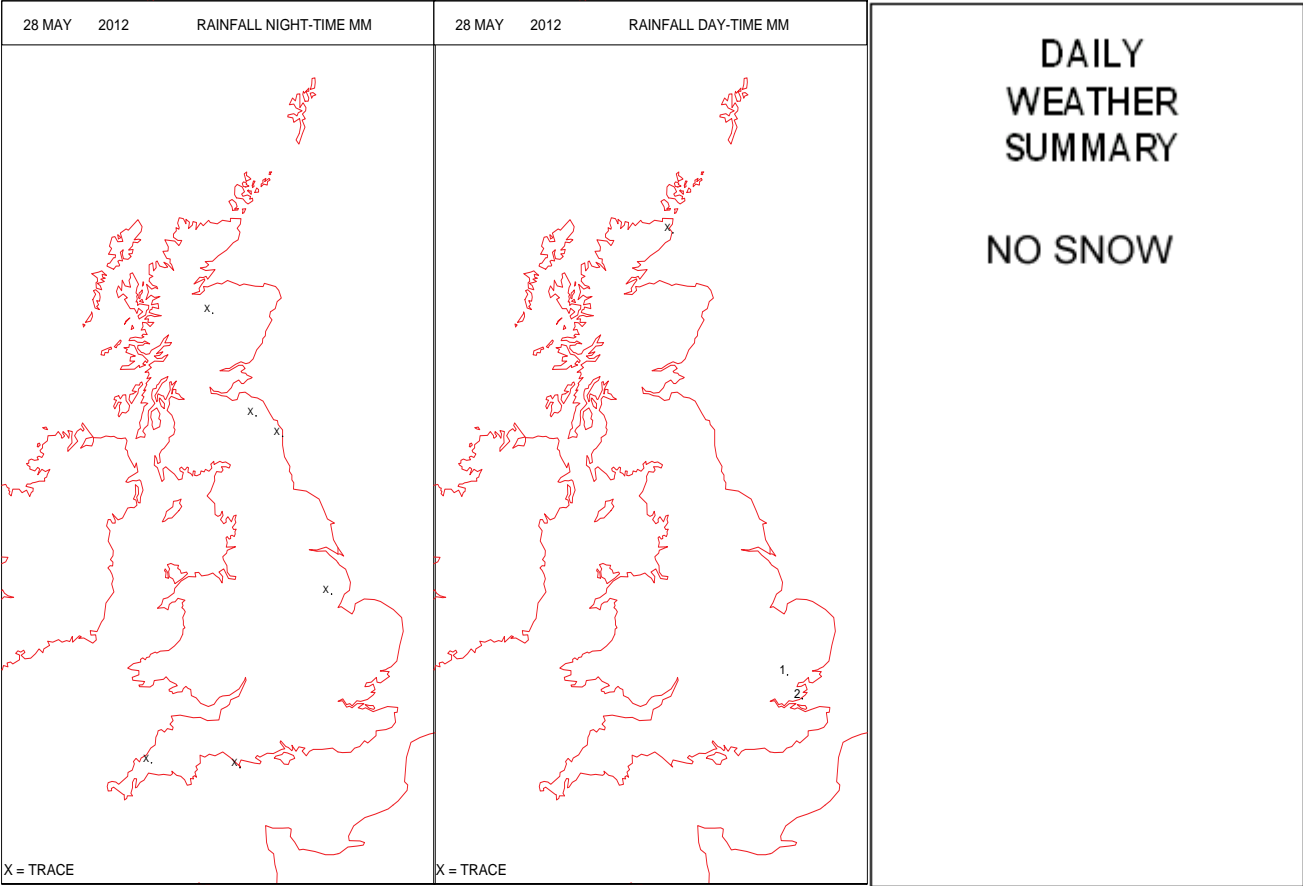 28 MAY 2012 RAINFALL NIGHT-TIME MM
X.
X.
X
X.
X.
X.
X = TRACE
28 MAY 2012 RAINFALL DAY-TIME MM
X.
1.
2.
X = TRACE
DAILY
WEATHER
SUMMARY
NO SNOW